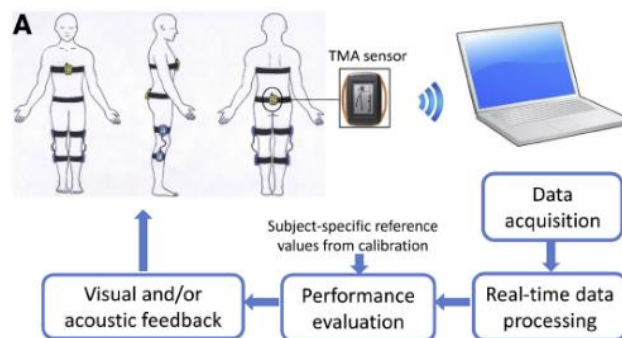 A
TMA sensor
Data
acquisition
Subject-specific reference
values from calibration
Visual and/or
acoustic feedback
Performance
evaluation
Real-time data
processing